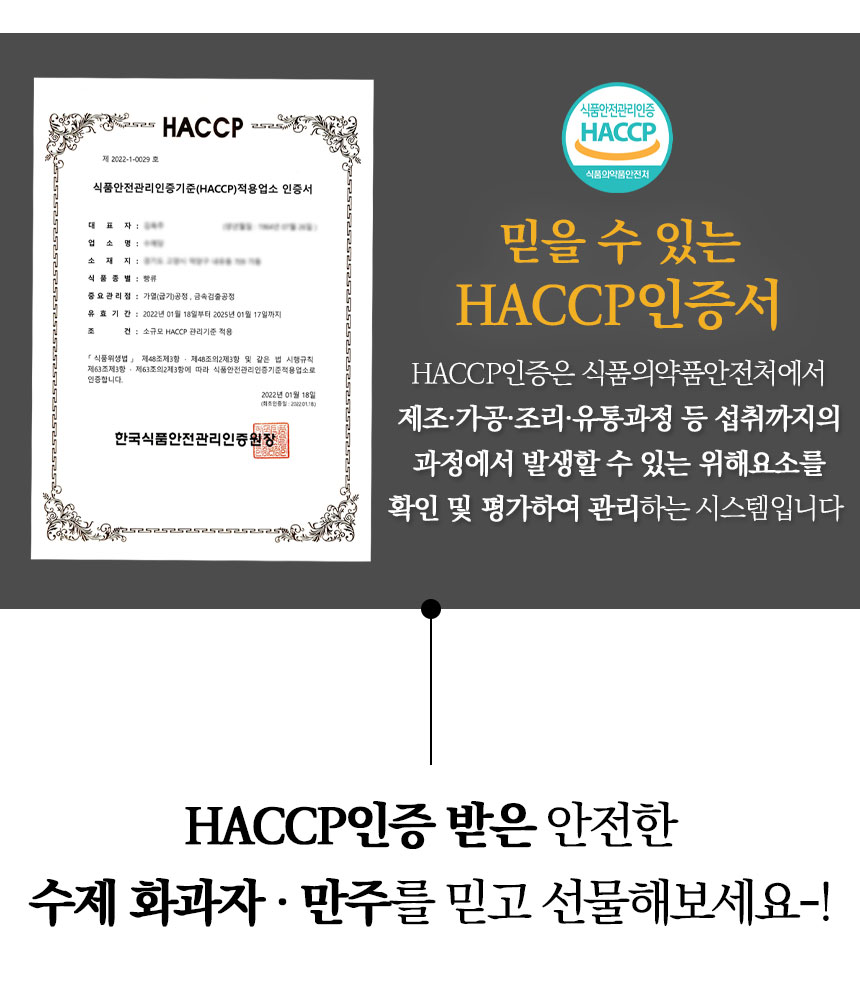 HACCP
제 2022-1-0029 호
식품안전관리인증기준(HACCP)적용업소 인증서
대 표 자 :
업 소 명 :
소 재 지 :
식 품 종 별 : 빵류
중 요 관 리 점 : 가열(굽기)공정 , 금속검출공정
유 효 기 간 : 2022년 01월 18일부터 2025년 01월 17일까지
조 건 : 소규모 HACCP 관리기준 적용
「식품위생법」 제48조제3항 · 제48조의2제3항 및 같은 법 시행규칙
제63조제3항 · 제63조의2제3항에 따라 식품안전관리인증기준적용업소로
인증합니다.
2022년 01월 18일
(최초인증일 : 2022.01.18.)
한국식품안전관리인증원장
식품안전관리인증
HACCP
식품의약품안전처
믿을 수 있는
HACCP인증서
HACCP인증은 식품의약품안전처에서
제조·가공·조리·유통과정 등 섭취까지의
과정에서 발생할 수 있는 위해요소를
확인 및 평가하여 관리하는 시스템입니다
HACCP인증 받은 안전한
수제 화과자 · 만주를 믿고 선물해보세요-!